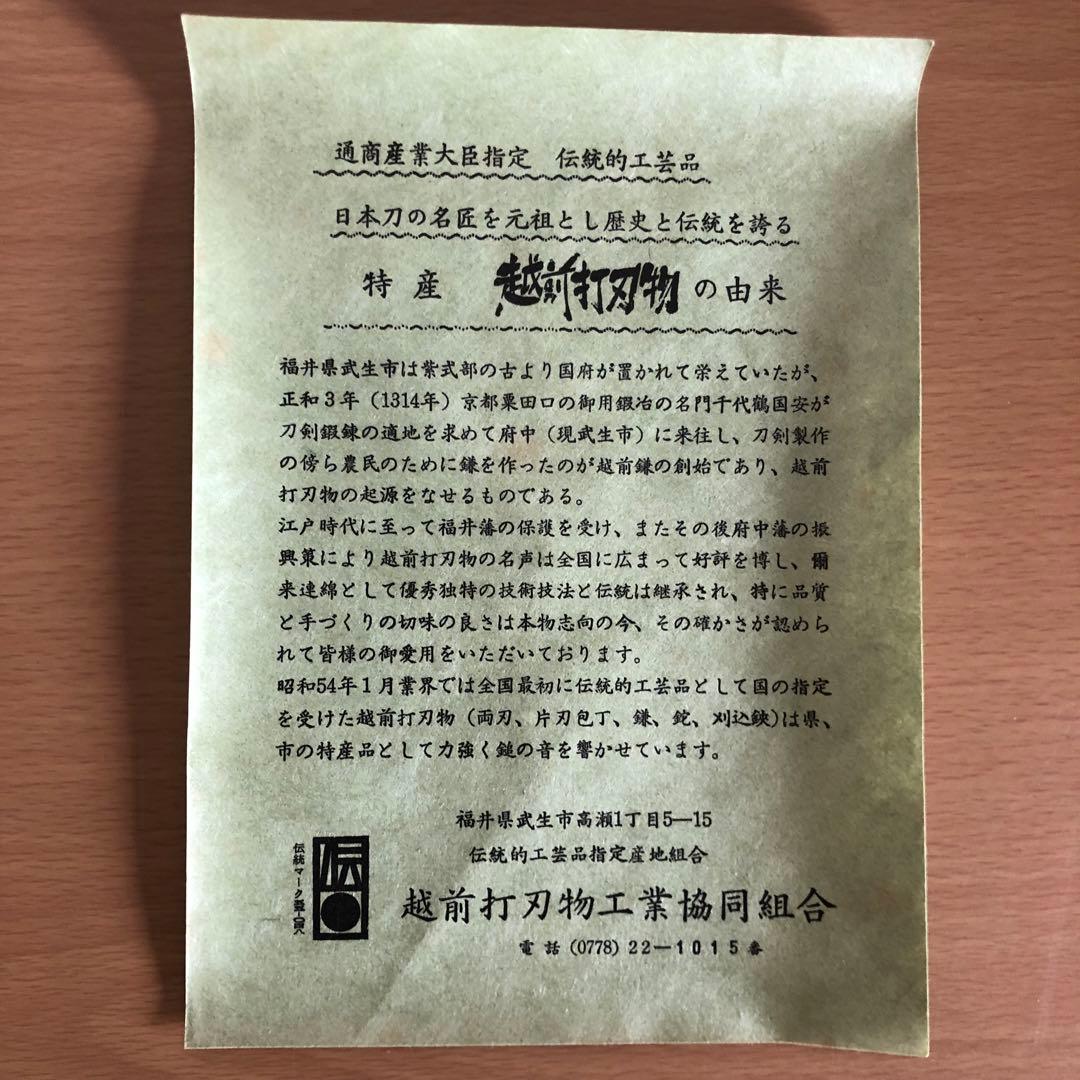 通商産業大臣指定 伝統的工芸品
日本刀の名匠を元祖とし歴史と伝統を誇る
特産 越前打刃物の由来
福井県武生市は紫式部の古より国府が置かれて栄えていたが、
正和3年(1314年)京都粟田口の御用鍛冶の名門千代鶴国安が
刀剣鍛錬の適地を求めて府中(現武生市)に来往し、刀剣製作
の傍ら農民のために鎌を作ったのが越前鎌の創始であり、越前
打刃物の起源をなせるものである。
江戸時代に至って福井藩の保護を受け、またその後府中藩の振
興策により越前打刃物の名声は全国に広まって好評を博し、爾
来連綿として優秀独特の技術技法と伝統は継承され、特に品質
と手づくりの切味の良さは本物志向の今、その確かさが認めら
れて皆様の御愛用をいただいております。
昭和54年1月業界では全国最初に伝統的工芸品として国の指定
を受けた越前打刃物(両刃、片刃包丁、鎌、鉈、刈込鋏)は県、
市の特産品として力強く鎚の音を響かせています。
福井県武生市高瀬1丁目5―15
伝統的工芸品指定産地組合
越前打刃物工業協同組合
電話(0778)22―1015番
伝統マーク
伝